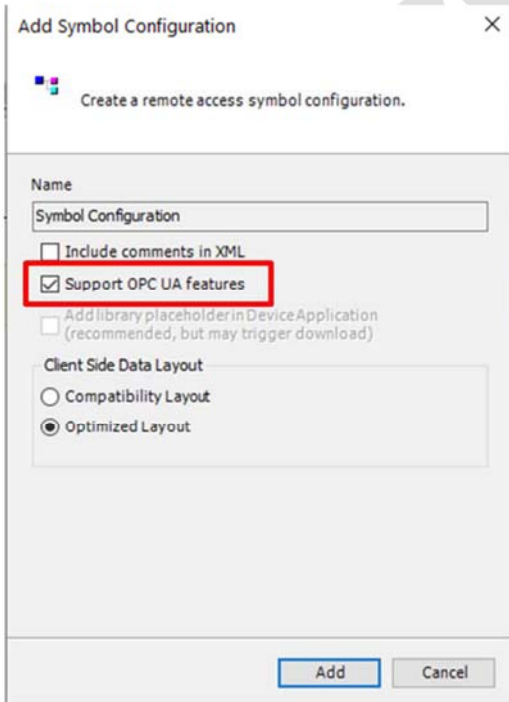 Add Symbol Configuration
Create a remote access symbol configuration.
Name
Symbol Configuration
Include comments in XML
Support OPC UA features
Add library placeholder in Device Application
(recommended, but may trigger download)
Client Side Data Layout
Compatibility Layout
Optimized Layout
Add
Cancel